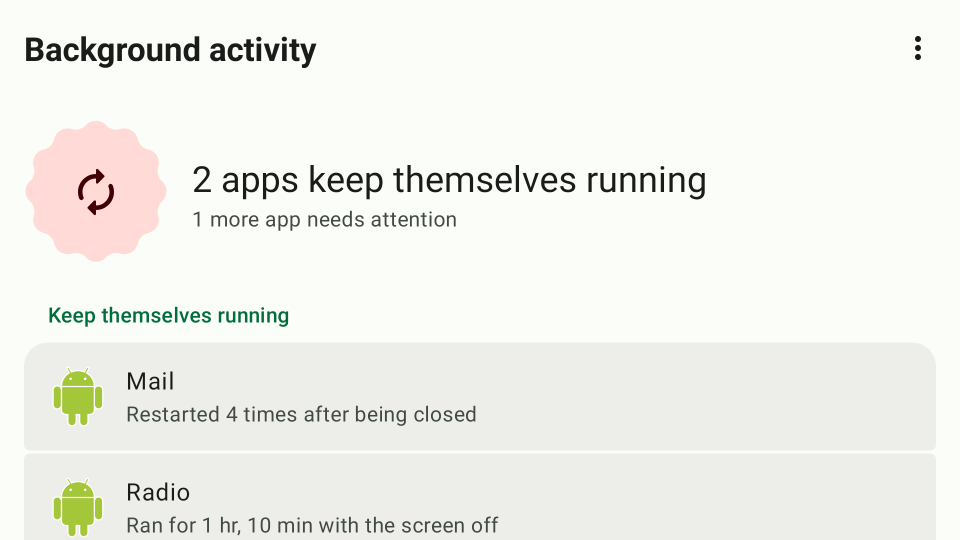 Background activity
2 apps keep themselves running
1 more app needs attention
Keep themselves running
Mail
Restarted 4 times after being closed
Radio
Ran for 1 hr, 10 min with the screen off